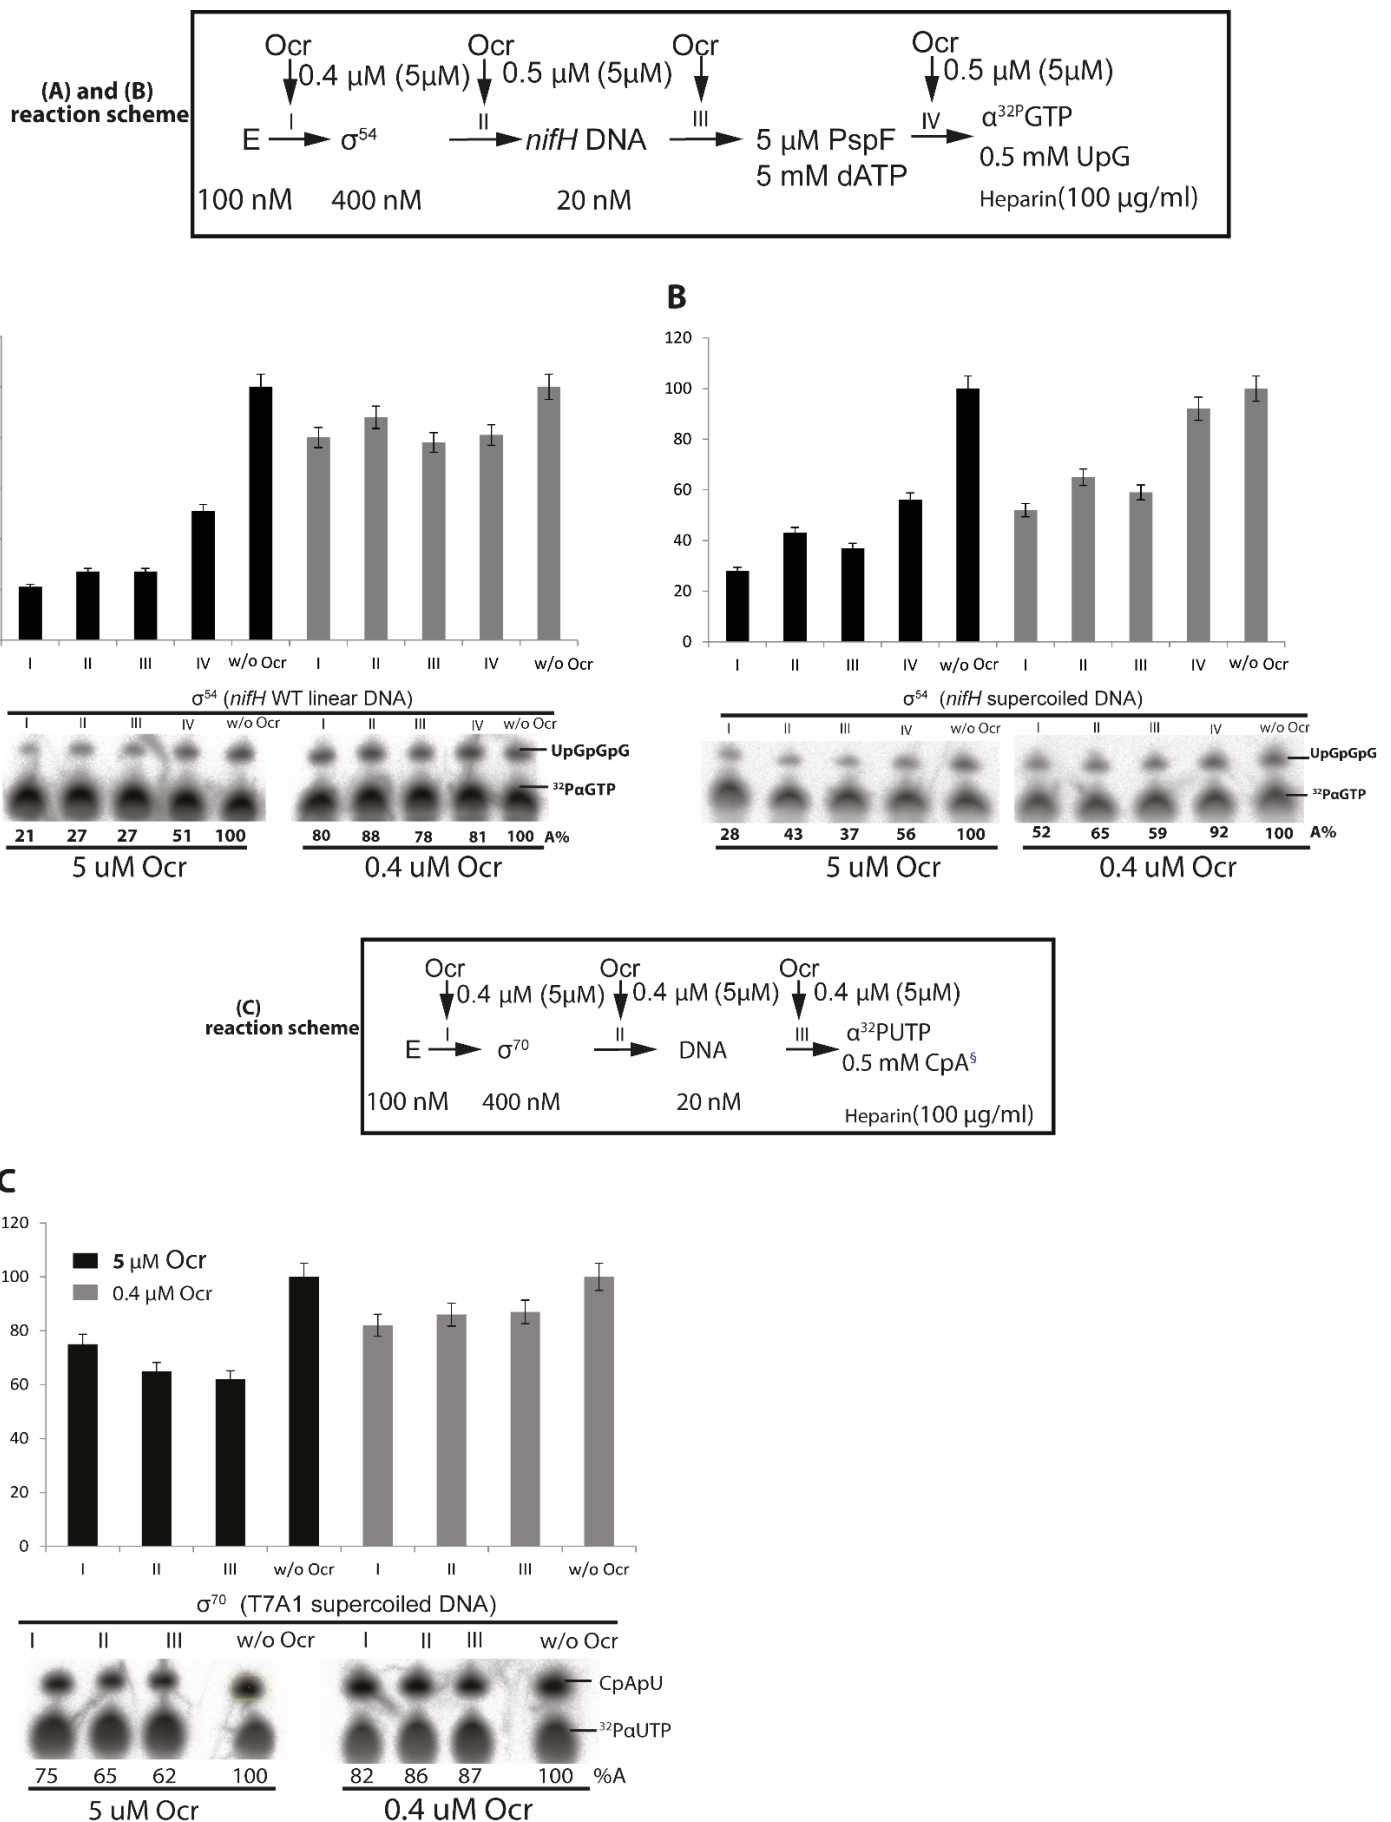 (A) and (B)
reaction scheme
Ocr Ocr Ocr Ocr
0.4 µM (5µM) 0.5 µM (5µM) 0.5 µM (5µM)
I II III IV
E σ⁵⁴ nifH DNA 5 µM PspF α³²ᴾGTP
5 mM dATP 0.5 mM UpG
100 nM 400 nM 20 nM Heparin(100 µg/ml)
I II III IV w/o Ocr I II III IV w/o Ocr
σ⁵⁴ (nifH WT linear DNA)
I II III IV w/o Ocr I II III IV w/o Ocr
UpGpGpG
³²PαGTP
21 27 27 51 100 80 88 78 81 100 A%
5 uM Ocr 0.4 uM Ocr
B
120
100
80
60
40
20
0
I II III IV w/o Ocr I II III IV w/o Ocr
σ⁵⁴ (nifH supercoiled DNA)
I II III IV w/o Ocr I II III IV w/o Ocr
UpGpGpG
³²PαGTP
28 43 37 56 100 52 65 59 92 100 A%
5 uM Ocr 0.4 uM Ocr
(C)
reaction scheme
Ocr Ocr Ocr
0.4 µM (5µM) 0.4 µM (5µM) 0.4 µM (5µM)
I II III
E σ⁷⁰ DNA α³²PUTP
0.5 mM CpA§
100 nM 400 nM 20 nM
Heparin(100 µg/ml)
C
120
100
80
60
40
20
0
5 µM Ocr
0.4 µM Ocr
I II III w/o Ocr I II III w/o Ocr
σ⁷⁰ (T7A1 supercoiled DNA)
I II III w/o Ocr I II III w/o Ocr
CpApU
³²PαUTP
75 65 62 100 82 86 87 100 %A
5 uM Ocr 0.4 uM Ocr